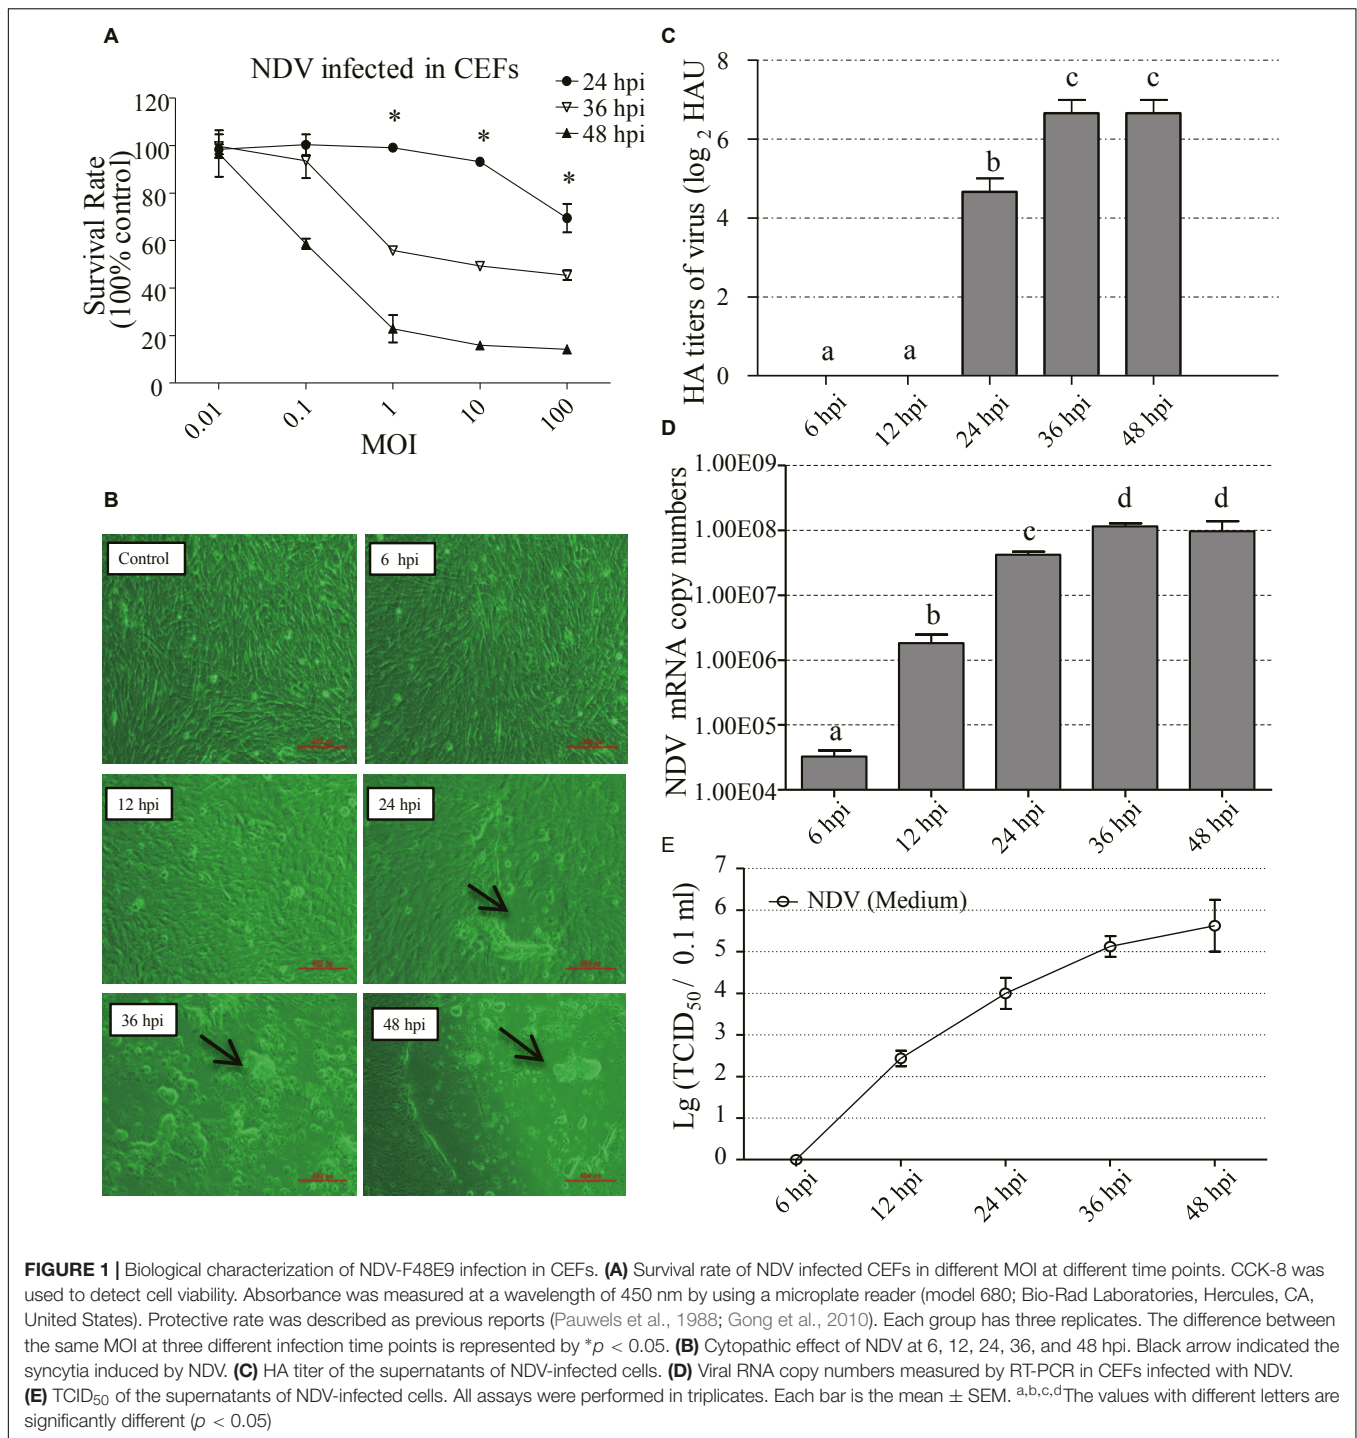 A
NDV infected in CEFs
24 hpi
36 hpi
48 hpi
Survival Rate
(100% control)
120
100
80
60
40
20
0
0.01
0.1
1
10
100
*
*
*
MOI
B
Control
6 hpi
12 hpi
24 hpi
36 hpi
48 hpi
C
HA titers of virus (log 2 HAU
8
6
4
2
0
a
a
b
c
c
6 hpi
12 hpi
24 hpi
36 hpi
48 hpi
D
NDV mRNA copy numbers
1.00E09
1.00E08
1.00E07
1.00E06
1.00E05
1.00E04
a
b
c
d
d
6 hpi
12 hpi
24 hpi
36 hpi
48 hpi
E
Lg (TCID50/ 0.1 ml)
7
6
5
4
3
2
1
0
NDV (Medium)
6 hpi
12 hpi
24 hpi
36 hpi
48 hpi
FIGURE 1 | Biological characterization of NDV-F48E9 infection in CEFs. (A) Survival rate of NDV infected CEFs in different MOI at different time points. CCK-8 was
used to detect cell viability. Absorbance was measured at a wavelength of 450 nm by using a microplate reader (model 680; Bio-Rad Laboratories, Hercules, CA,
United States). Protective rate was described as previous reports (Pauwels et al., 1988; Gong et al., 2010). Each group has three replicates. The difference between
the same MOI at three different infection time points is represented by *p < 0.05. (B) Cytopathic effect of NDV at 6, 12, 24, 36, and 48 hpi. Black arrow indicated the
syncytia induced by NDV. (C) HA titer of the supernatants of NDV-infected cells. (D) Viral RNA copy numbers measured by RT-PCR in CEFs infected with NDV.
(E) TCID50 of the supernatants of NDV-infected cells. All assays were performed in triplicates. Each bar is the mean ± SEM. a,b,c,dThe values with different letters are
significantly different (p < 0.05)